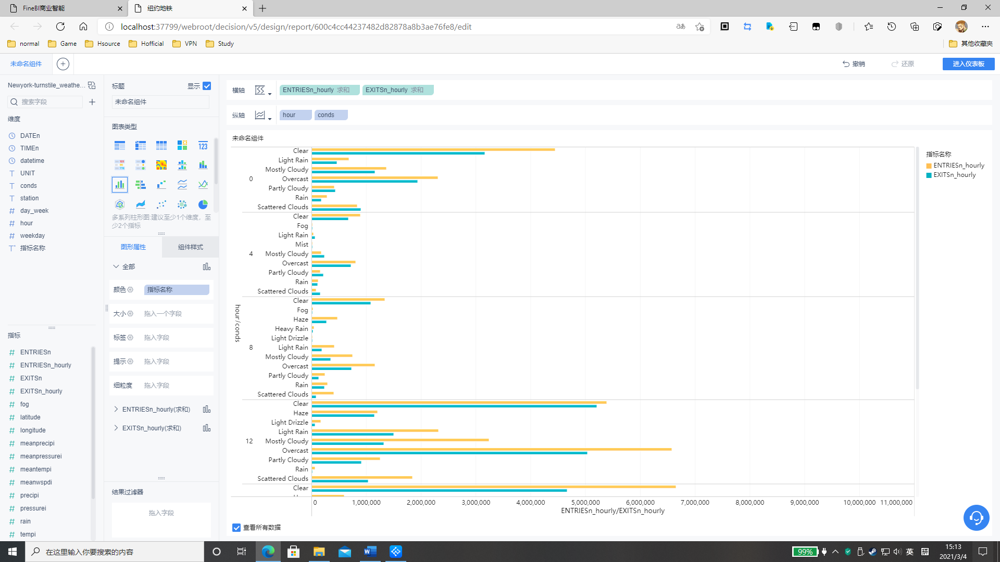 FineBI商业智能
纽约地铁
localhost:37799/webroot/decision/v5/design/report/600c4cc44237482d82878a8b3ae76fe8/edit
normal
Game
Hsource
Hofficial
VPN
Study
其他收藏夹
未命名组件
撤销
还原
进入仪表板
Newyork-turnstile_weathe...
搜索字段
维度
DATEn
TIMEn
datetime
UNIT
conds
station
day_week
hour
weekday
指标名称
指标
ENTRIESn
ENTRIESn_hourly
EXITSn
EXITSn_hourly
fog
latitude
longitude
meanprecipi
meanpressurei
meantempi
meanwspdi
precipi
pressurei
rain
tempi
标题
显示
未命名组件
图表类型
123
多系列柱形图:建议至少1个维度，至
少2个指标
图形属性
组件样式
全部
颜色
指标名称
大小
拖入一个字段
标签
拖入字段
提示
拖入字段
细粒度
拖入字段
ENTRIESn_hourly(求和)
EXITSn_hourly(求和)
结果过滤器
拖入字段
横轴
ENTRIESn_hourly 求和
EXITSn_hourly 求和
纵轴
hour
conds
未命名组件
hour/conds
0
Clear
Light Rain
Mostly Cloudy
Overcast
Partly Cloudy
Rain
Scattered Clouds
4
Clear
Fog
Light Rain
Mist
Mostly Cloudy
Overcast
Partly Cloudy
Rain
Scattered Clouds
8
Clear
Fog
Haze
Heavy Rain
Light Drizzle
Light Rain
Mostly Cloudy
Overcast
Partly Cloudy
Rain
Scattered Clouds
12
Clear
Haze
Light Drizzle
Light Rain
Mostly Cloudy
Overcast
Partly Cloudy
Rain
Scattered Clouds
Clear
0 1,000,000 2,000,000 3,000,000 4,000,000 5,000,000 6,000,000 7,000,000 8,000,000 9,000,000 10,000,000 11,000,000
ENTRIESn_hourly/EXITSn_hourly
指标名称
ENTRIESn_hourly
EXITSn_hourly
查看所有数据
在这里输入你要搜索的内容
99%
英
拼
15:13
2021/3/4